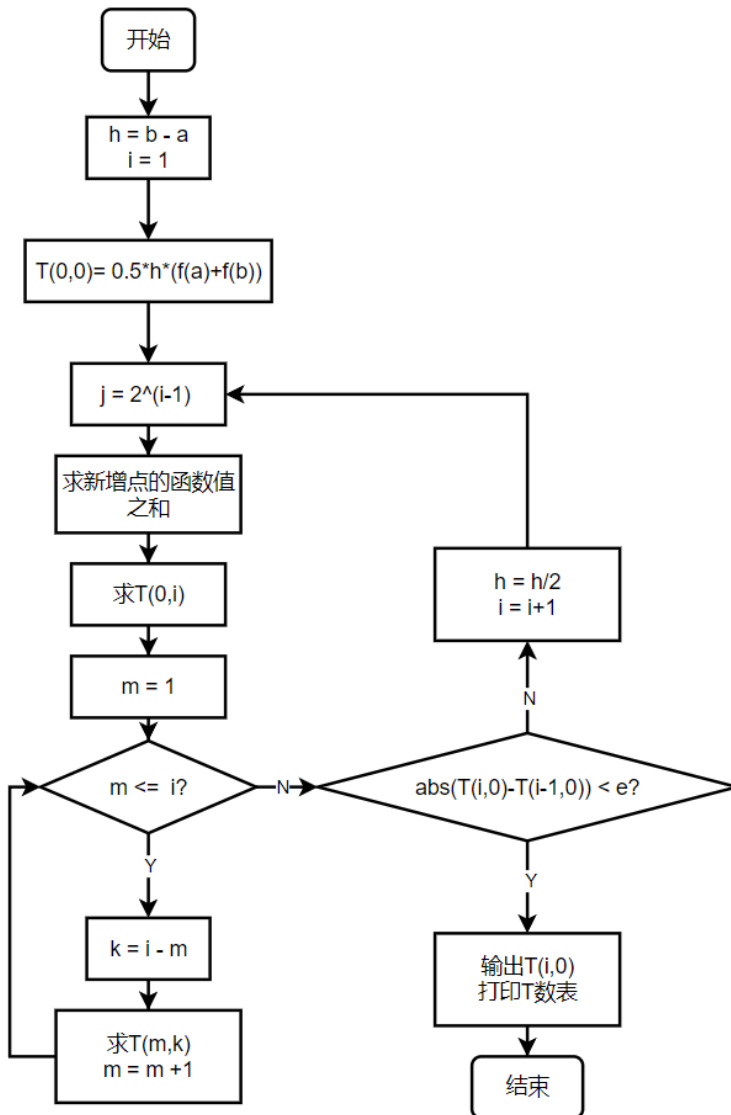 开始
h = b - a
i = 1
T(0,0)= 0.5*h*(f(a)+f(b))
j = 2^(i-1)
求新增点的函数值
之和
求T(0,i)
m = 1
m <= i?
N
Y
k = i - m
求T(m,k)
m = m +1
abs(T(i,0)-T(i-1,0)) < e?
N
h = h/2
i = i+1
Y
输出T(i,0)
打印T数表
结束